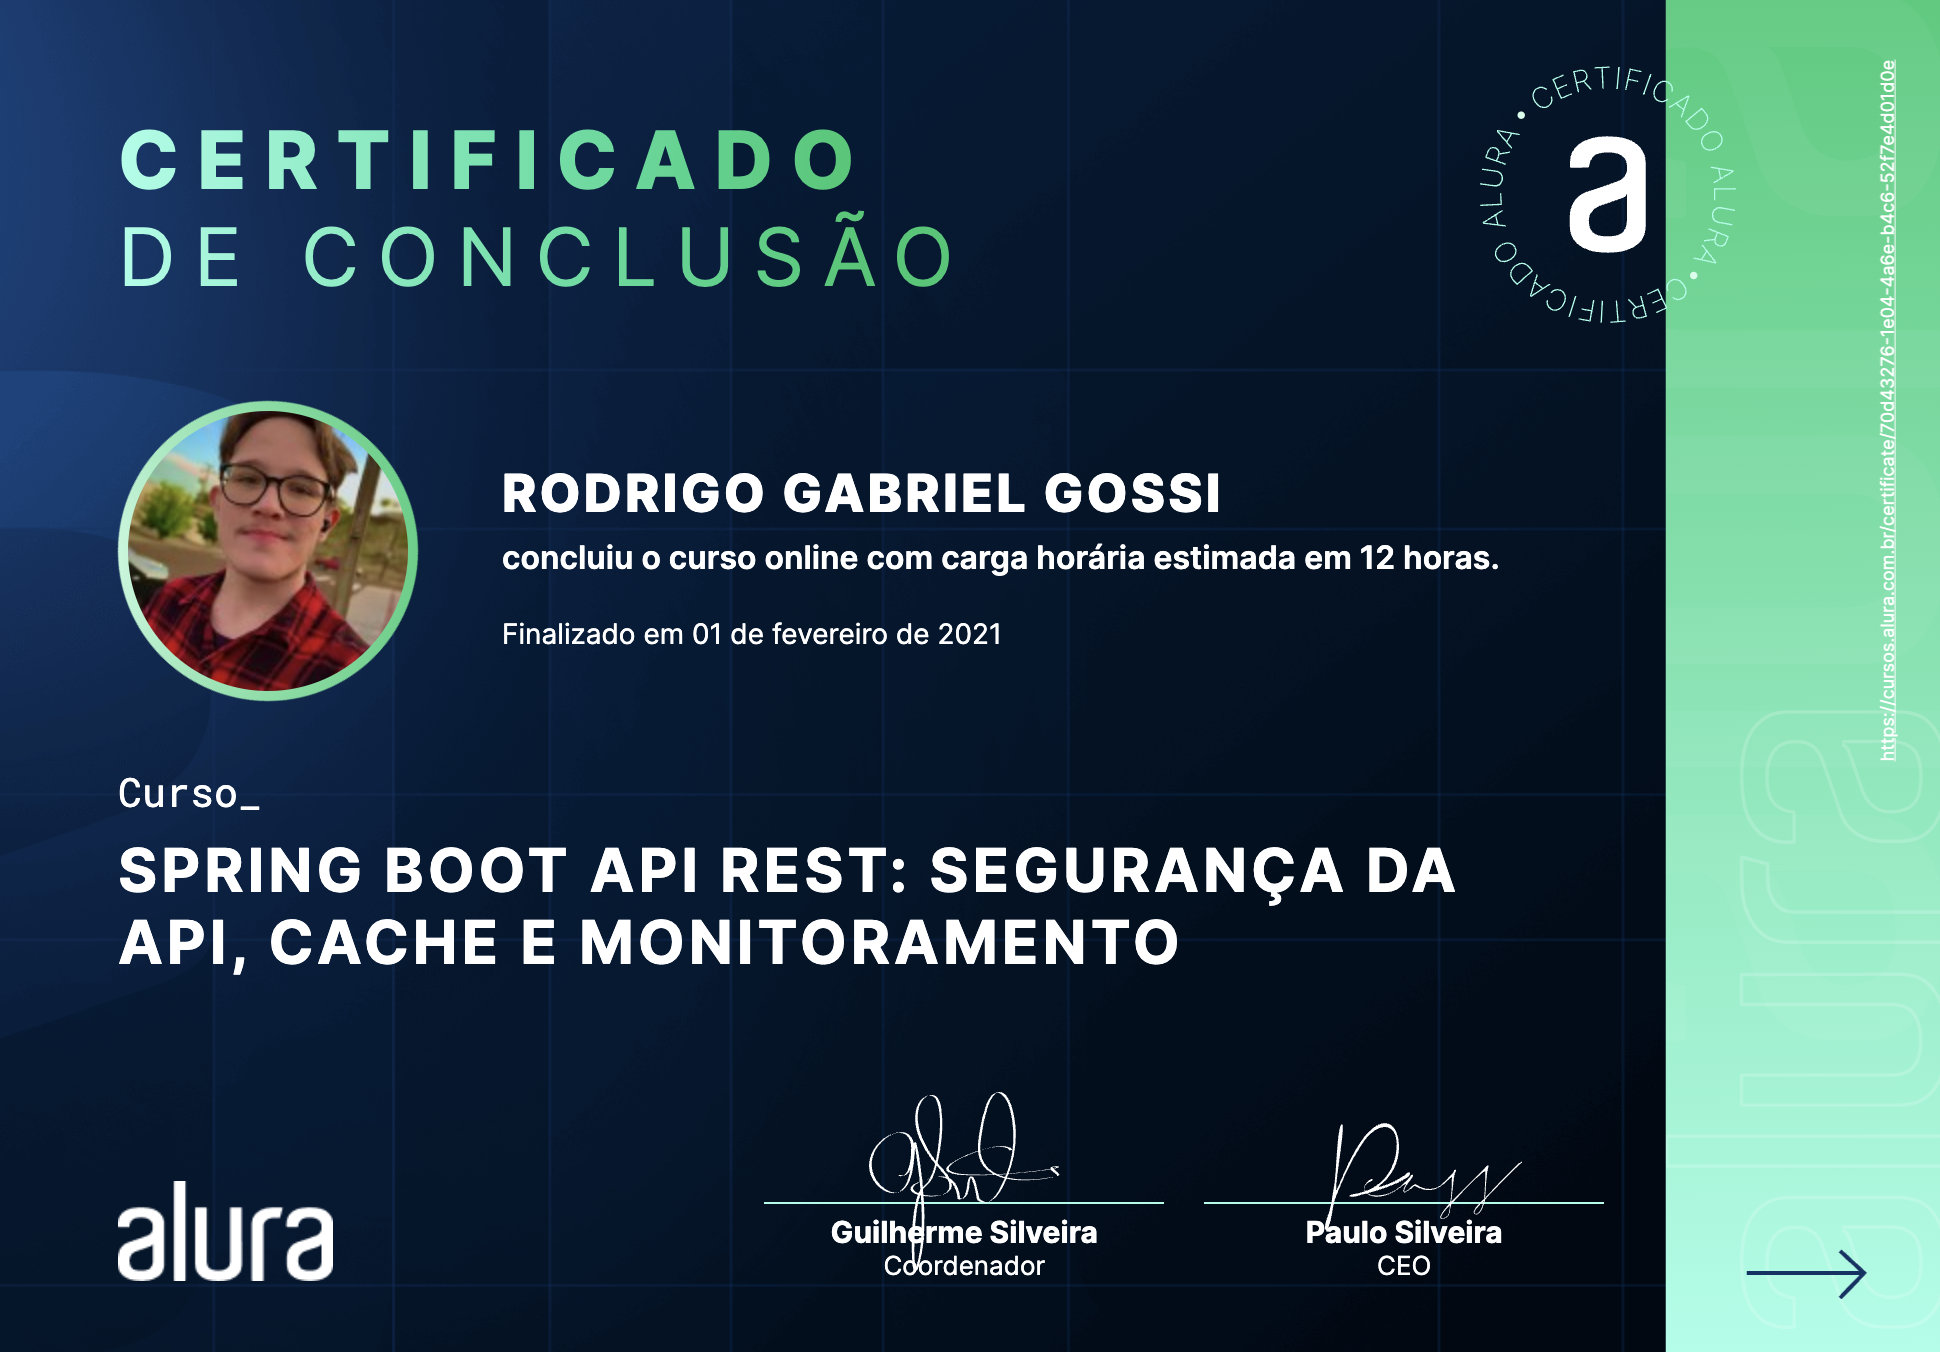 CERTIFICADO
DE CONCLUSÃO
CERTIFICADO ALURA • CERTIFICADO ALURA •
a
RODRIGO GABRIEL GOSSI
concluiu o curso online com carga horária estimada em 12 horas.
Finalizado em 01 de fevereiro de 2021
Curso_
SPRING BOOT API REST: SEGURANÇA DA
API, CACHE E MONITORAMENTO
alura
Guilherme Silveira
Coordenador
Paulo Silveira
CEO
https://cursos.alura.com.br/certificate/70d43276-1e04-4a6e-b4c6-52f7e4d01d0e
alura